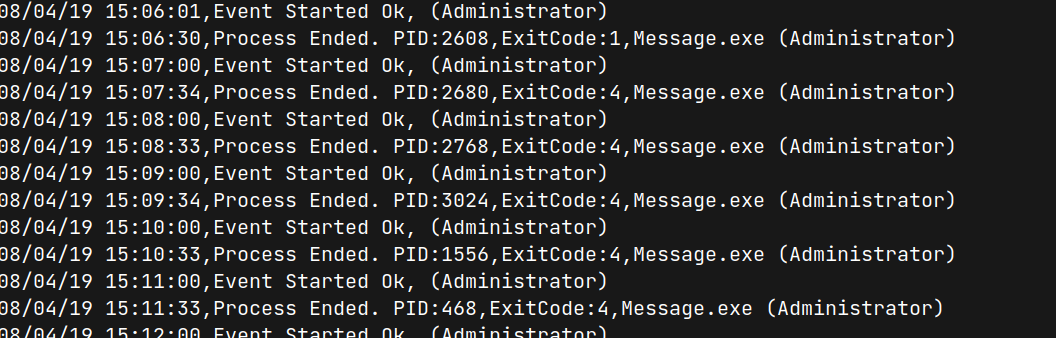 08/04/19 15:06:01,Event Started Ok, (Administrator)
08/04/19 15:06:30,Process Ended. PID:2608,ExitCode:1,Message.exe (Administrator)
08/04/19 15:07:00,Event Started Ok, (Administrator)
08/04/19 15:07:34,Process Ended. PID:2680,ExitCode:4,Message.exe (Administrator)
08/04/19 15:08:00,Event Started Ok, (Administrator)
08/04/19 15:08:33,Process Ended. PID:2768,ExitCode:4,Message.exe (Administrator)
08/04/19 15:09:00,Event Started Ok, (Administrator)
08/04/19 15:09:34,Process Ended. PID:3024,ExitCode:4,Message.exe (Administrator)
08/04/19 15:10:00,Event Started Ok, (Administrator)
08/04/19 15:10:33,Process Ended. PID:1556,ExitCode:4,Message.exe (Administrator)
08/04/19 15:11:00,Event Started Ok, (Administrator)
08/04/19 15:11:33,Process Ended. PID:468,ExitCode:4,Message.exe (Administrator)
08/04/19 15:12:00,Event Started Ok, (Administrator)